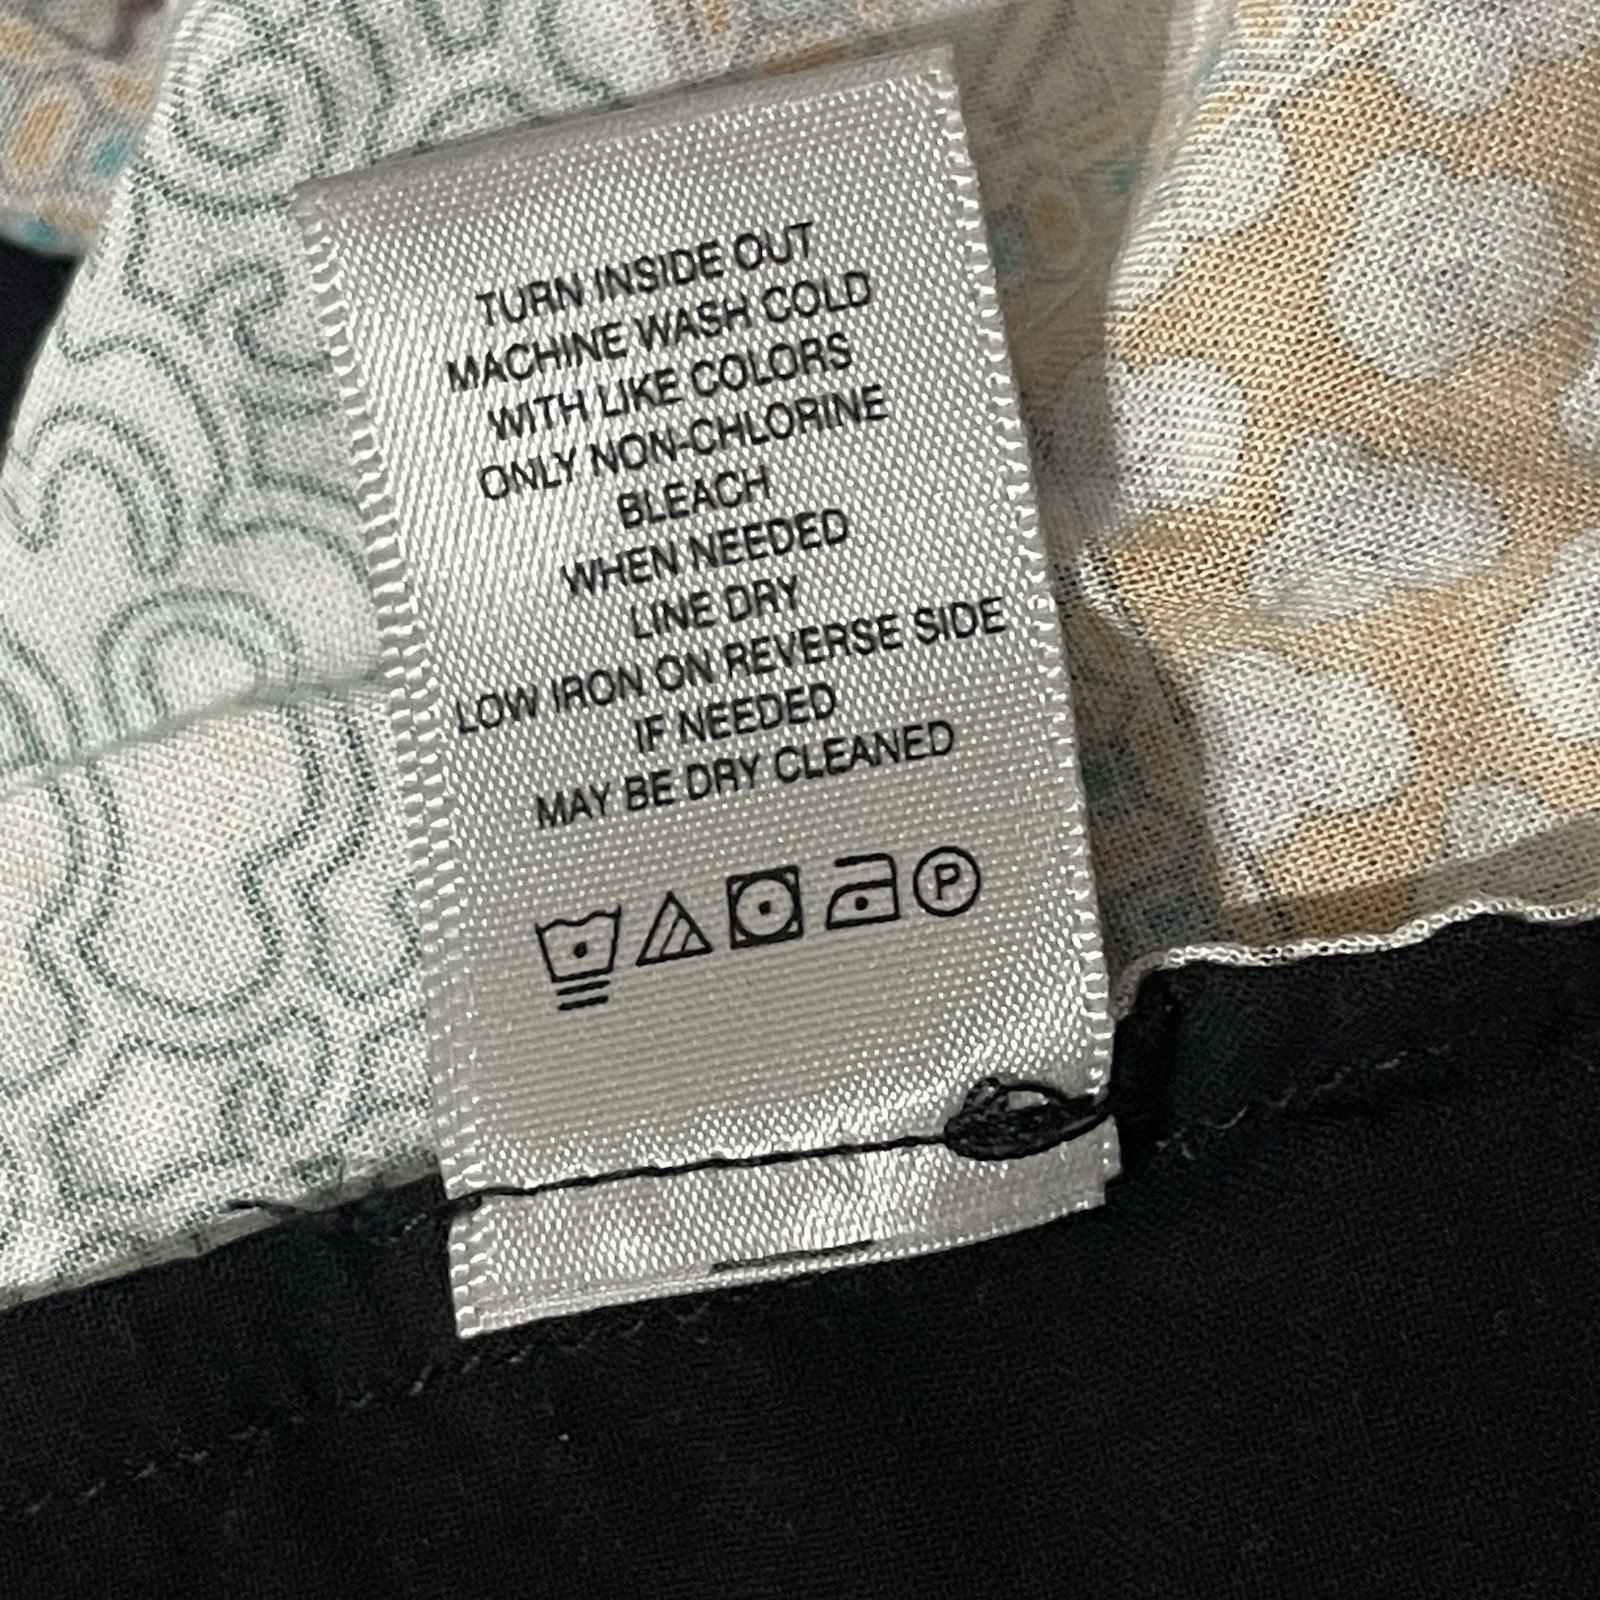 TURN INSIDE OUT
MACHINE WASH COLD
WITH LIKE COLORS
ONLY NON-CHLORINE
BLEACH
WHEN NEEDED
LINE DRY
LOW IRON ON REVERSE SIDE
IF NEEDED
MAY BE DRY CLEANED
P